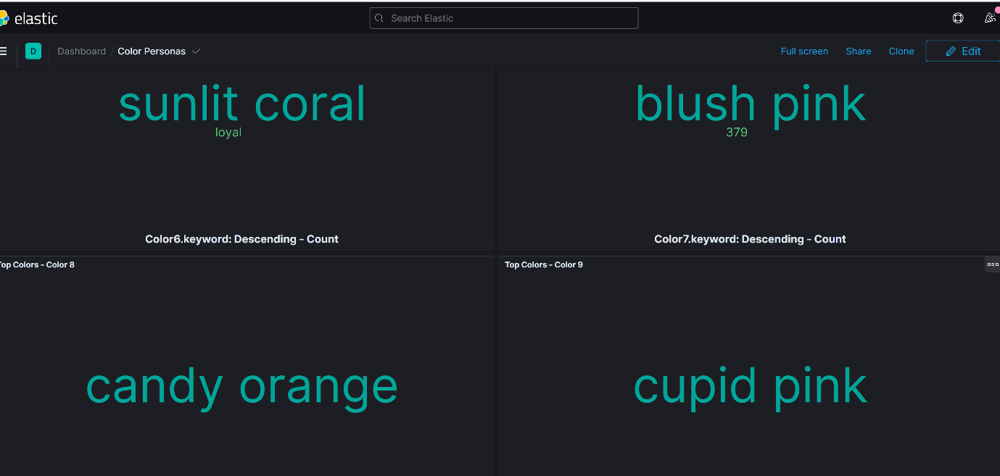 elastic
Search Elastic
D
Dashboard / Color Personas
Full screen
Share
Clone
Edit
sunlit coral
loyal
Color6.keyword: Descending - Count
blush pink
379
Color7.keyword: Descending - Count
Top Colors - Color 8
candy orange
Top Colors - Color 9
cupid pink